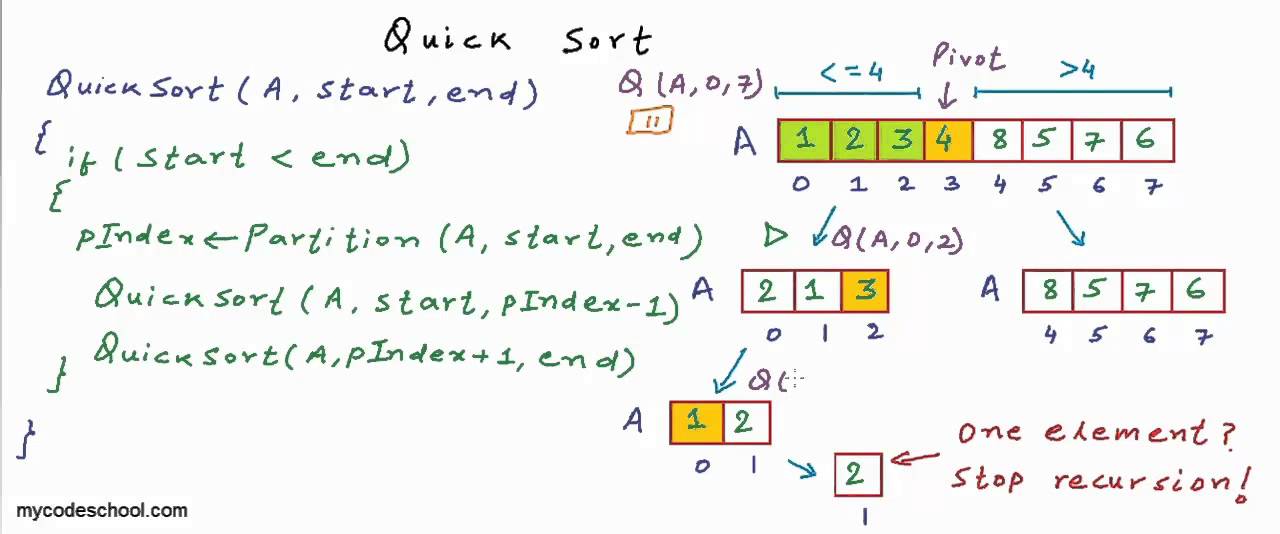 Quick Sort
QuickSort(A, start, end)
{
if (start < end)
{
pIndex ← Partition (A, start, end)
QuickSort (A, start, pIndex-1)
QuickSort(A, pIndex+1, end)
}
}
mycodeschool.com
Q(A,0,7)
<=4
Pivot
>4
A 1 2 3 4 8 5 7 6
0 1 2 3 4 5 6 7
Q(A,0,2)
A 2 1 3
0 1 2
A 8 5 7 6
4 5 6 7
Q(
A 1 2
0 1
2
1
One element?
Stop recursion!